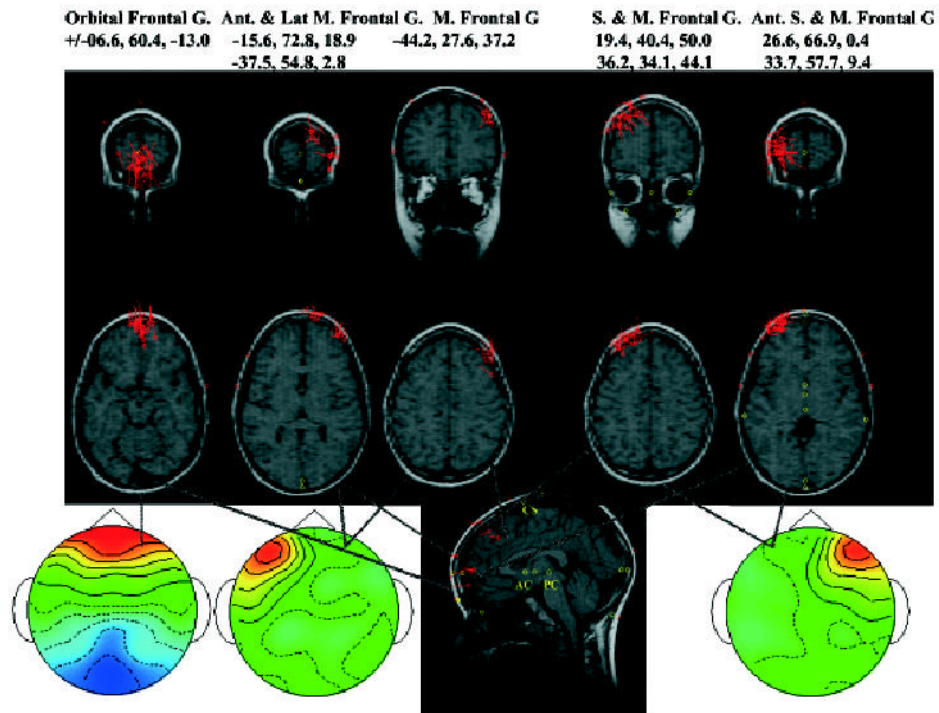 Orbital Frontal G. Ant. & Lat M. Frontal G. M. Frontal G S. & M. Frontal G. Ant. S. & M. Frontal G
+/-06.6, 60.4, -13.0 -15.6, 72.8, 18.9 -44.2, 27.6, 37.2 19.4, 40.4, 50.0 26.6, 66.9, 0.4
-37.5, 54.8, 2.8 36.2, 34.1, 44.1 33.7, 57.7, 9.4
AC PC